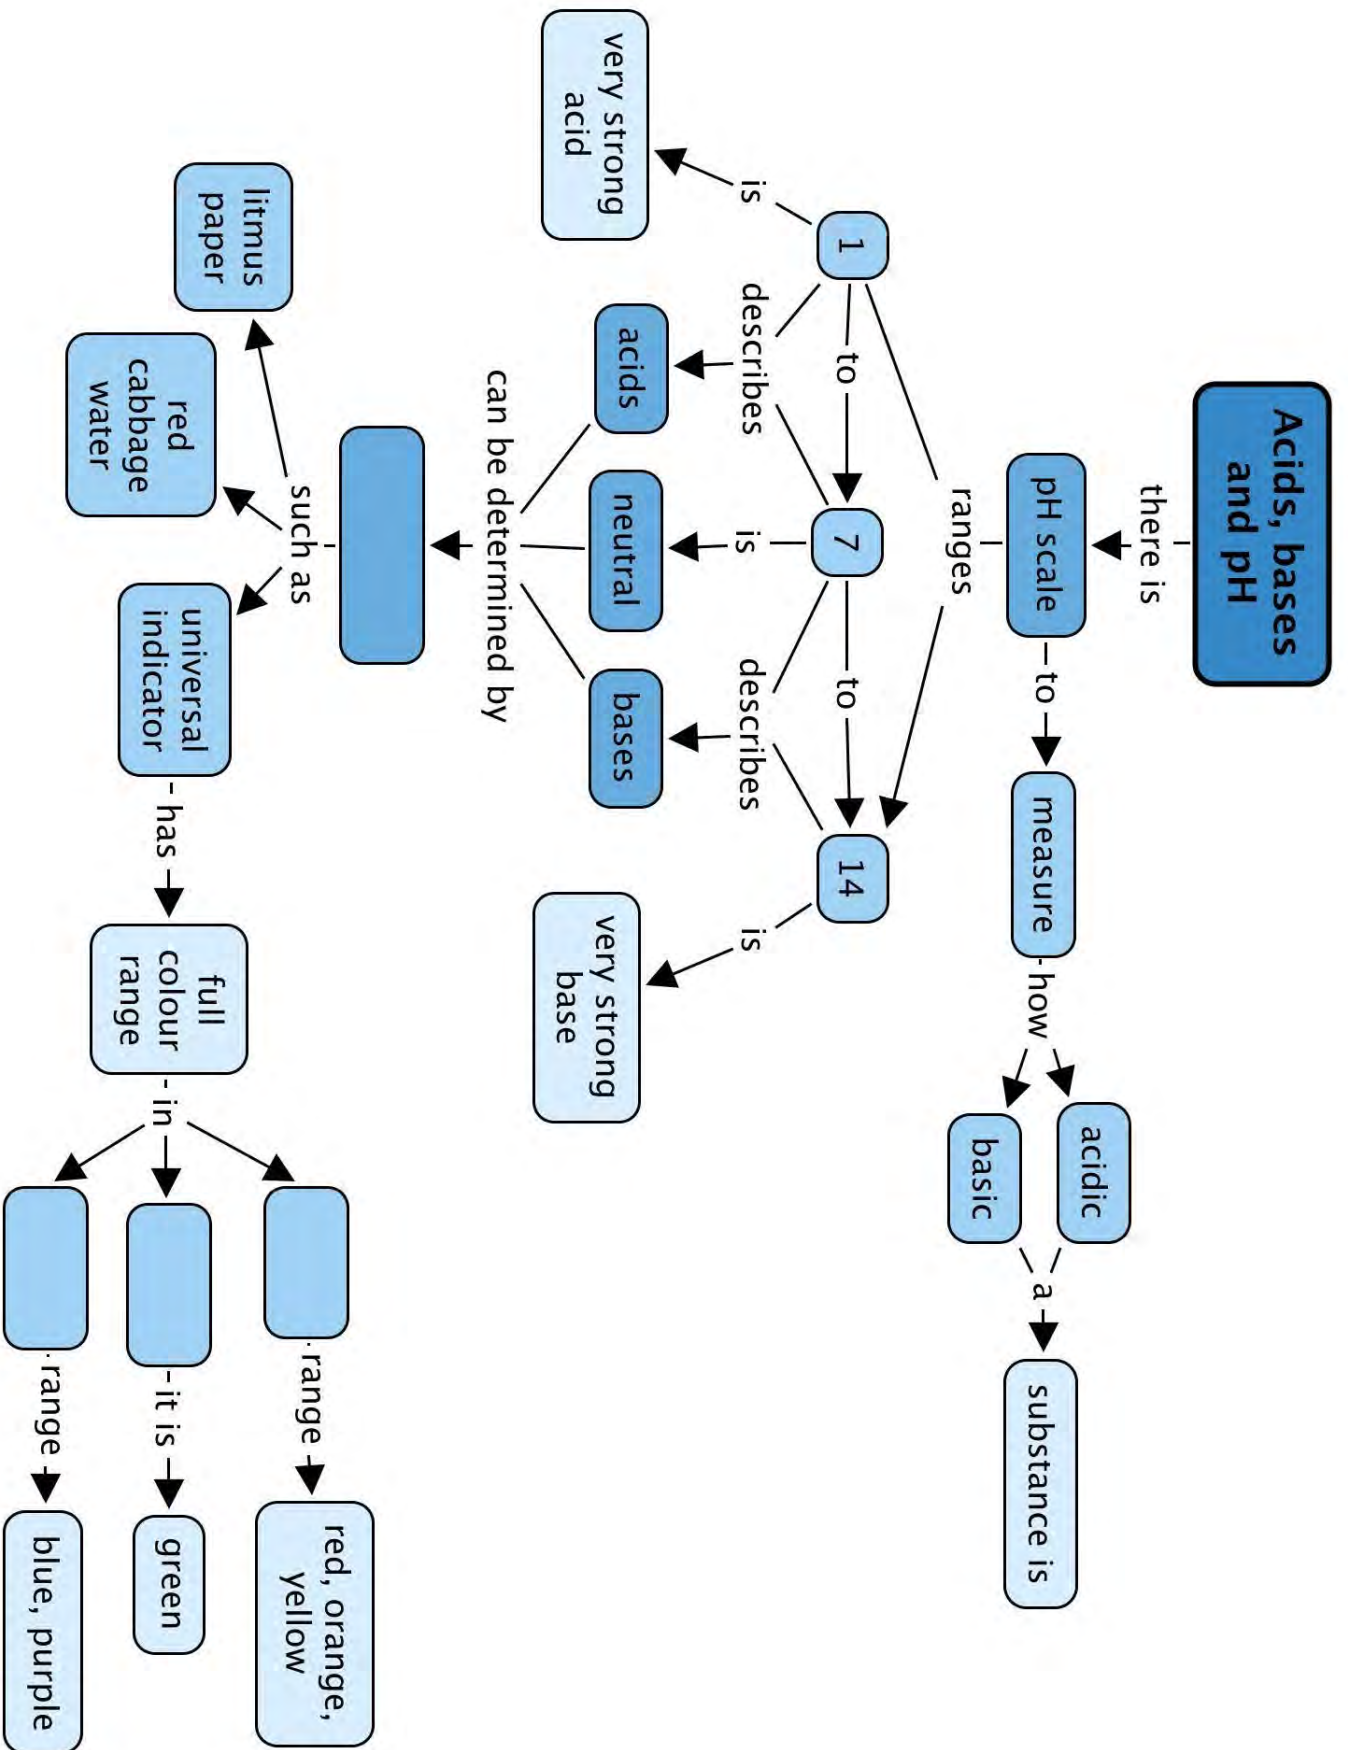 Acids, bases
and pH
there is
pH scale
to
measure
how
acidic
basic
a
substance is
ranges
1
to
7
to
14
is
describes
is
describes
is
very strong
acid
acids
neutral
bases
very strong
base
can be determined by
such as
litmus
paper
red
cabbage
water
universal
indicator
has
full
colour
range
in
range
red, orange,
yellow
it is
green
range
blue, purple